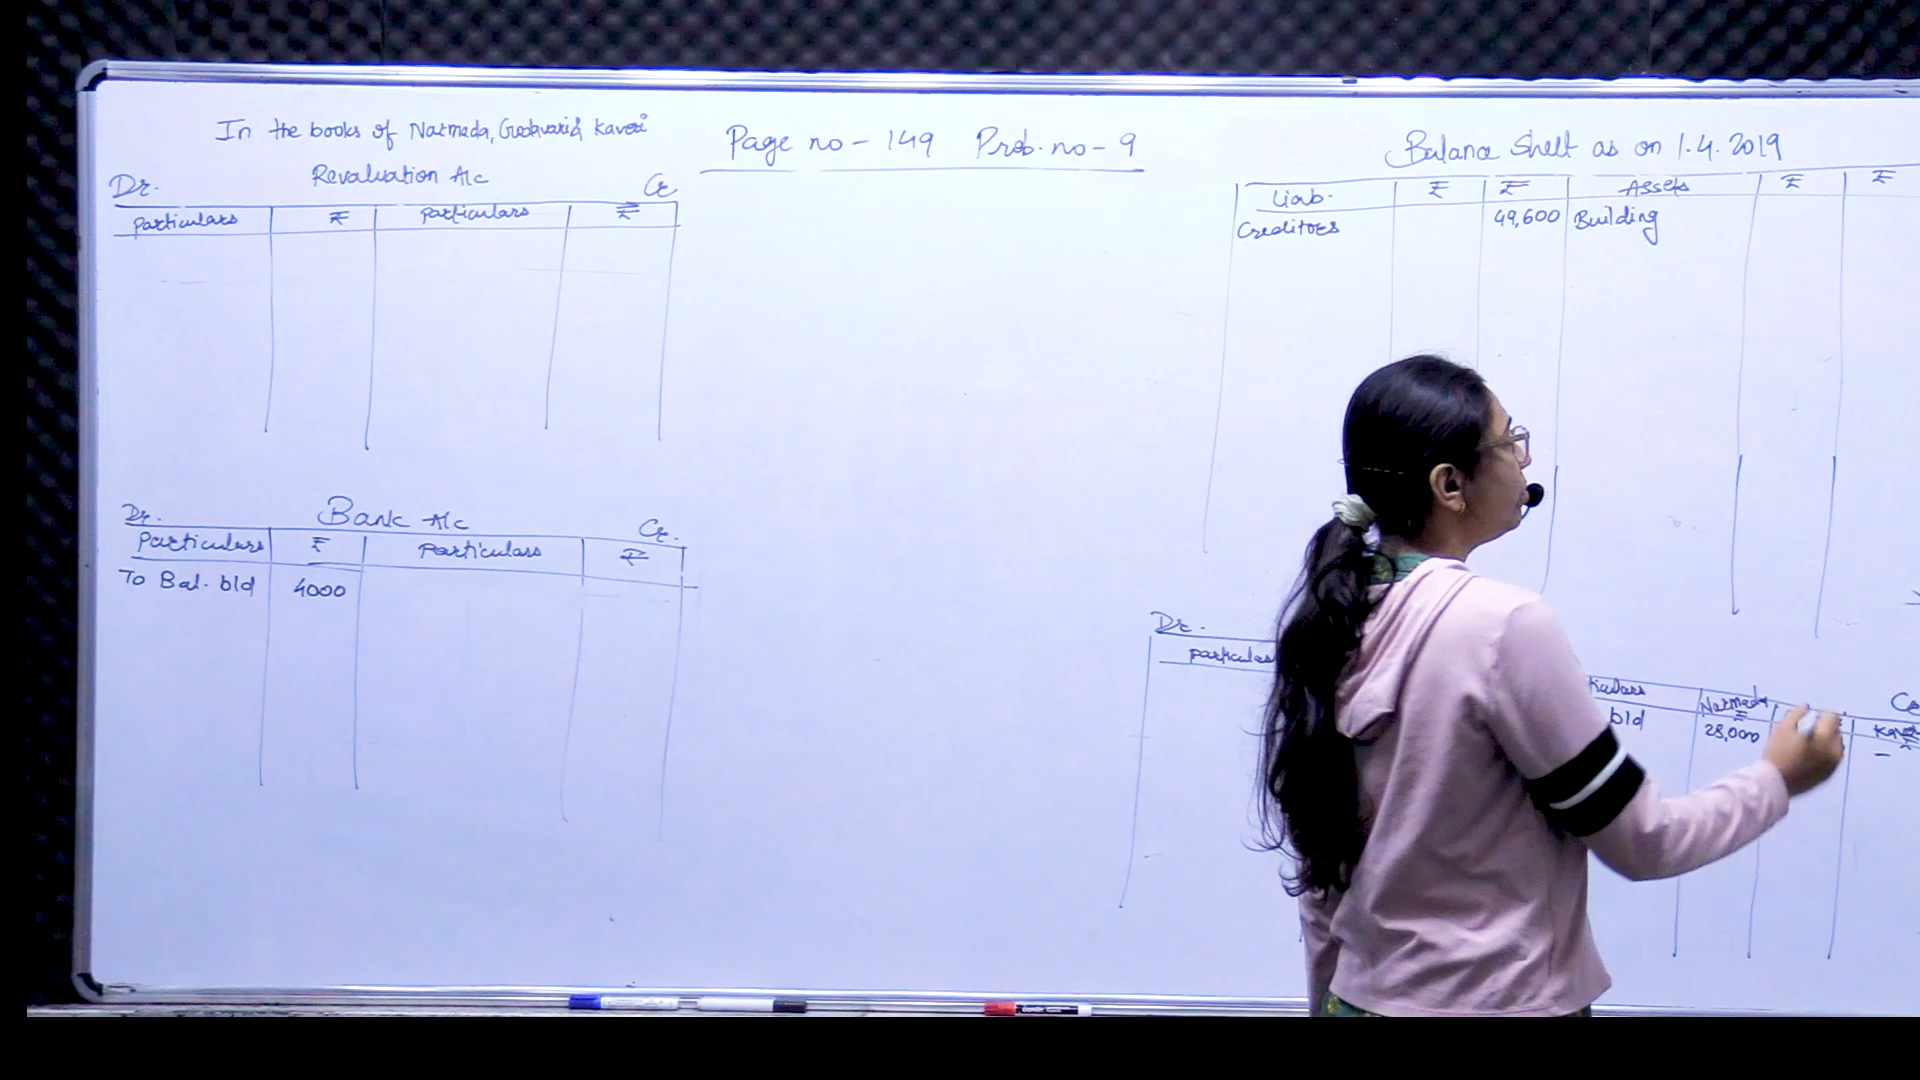 In the books of Narmada, Godavari & Kaveri
Revaluation A/c
Dr. Cr
Particulars ₹ Particulars ₹
Page no - 149 Prob. no - 9
Balance Sheet as on 1.4.2019
Liab. ₹ ₹ Assets ₹ ₹
Creditors 49,600 Building
Bank A/c
Dr. Cr.
Particulars ₹ Particulars ₹
To Bal. b/d 4000
Dr.
Particulars
Narmada
₹
b/d 28,000 -